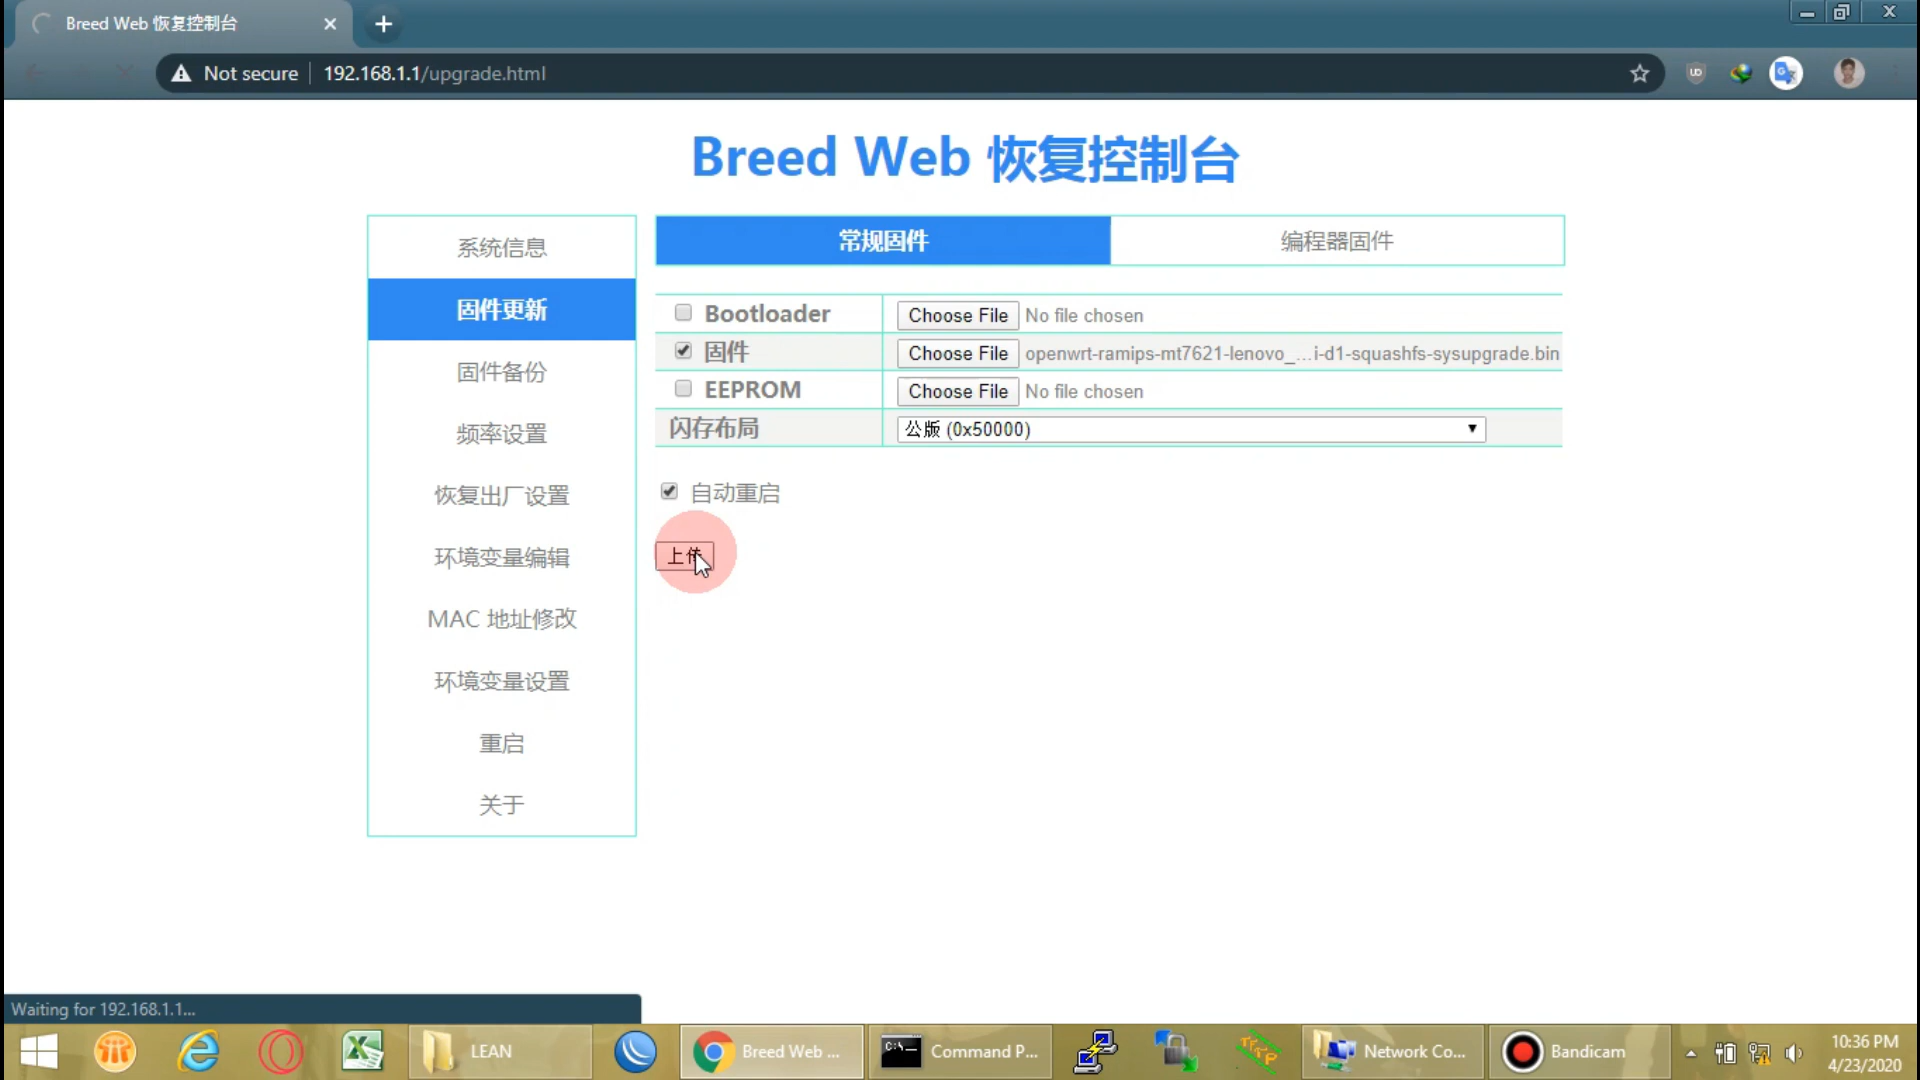 Breed Web 恢复控制台
Not secure
192.168.1.1/upgrade.html
Breed Web 恢复控制台
系统信息
固件更新
固件备份
频率设置
恢复出厂设置
环境变量编辑
MAC 地址修改
环境变量设置
重启
关于
常规固件
编程器固件
Bootloader
Choose File No file chosen
固件
Choose File openwrt-ramips-mt7621-lenovo_...i-d1-squashfs-sysupgrade.bin
EEPROM
Choose File No file chosen
闪存布局
公版 (0x50000)
自动重启
上传
Waiting for 192.168.1.1...
LEAN
Breed Web ...
C:\-
Command P...
TFTP
Network Co...
Bandicam
10:36 PM
4/23/2020